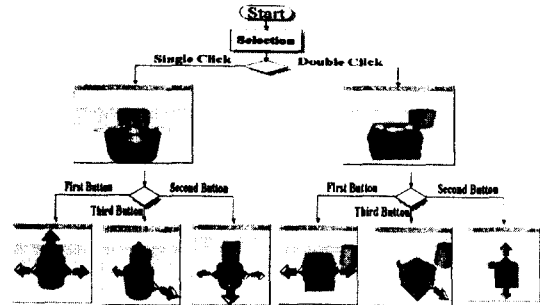 Start
Selection
Single Click
Double Click
First Button
Second Button
Third Button
First Button
Second Button
Third Button